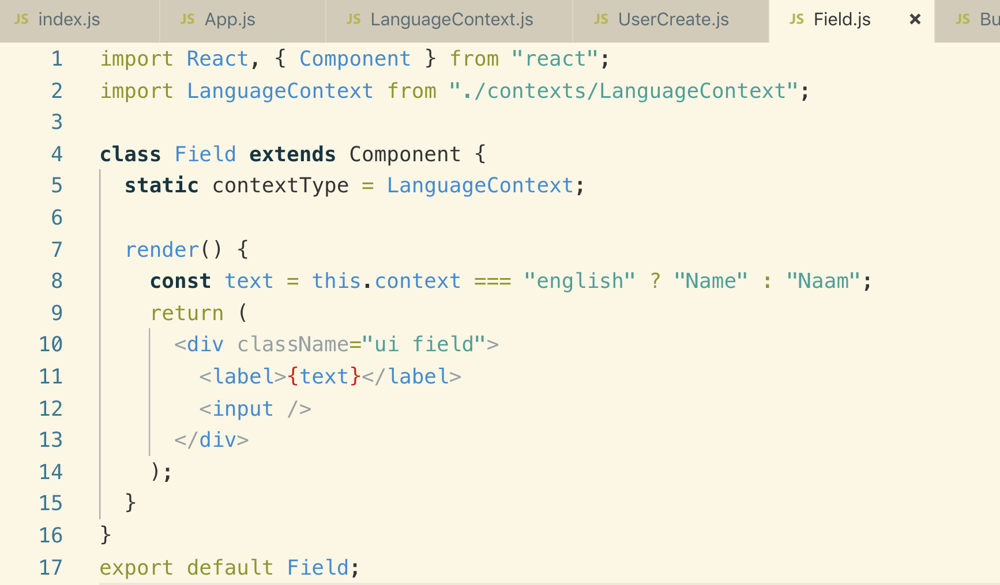 JS index.js JS App.js JS LanguageContext.js JS UserCreate.js JS Field.js × JS Bu
1 import React, { Component } from "react";
2 import LanguageContext from "./contexts/LanguageContext";
3
4 class Field extends Component {
5   static contextType = LanguageContext;
6
7   render() {
8     const text = this.context === "english" ? "Name" : "Naam";
9     return (
10       <div className="ui field">
11         <label>{text}</label>
12         <input />
13       </div>
14     );
15   }
16 }
17 export default Field;